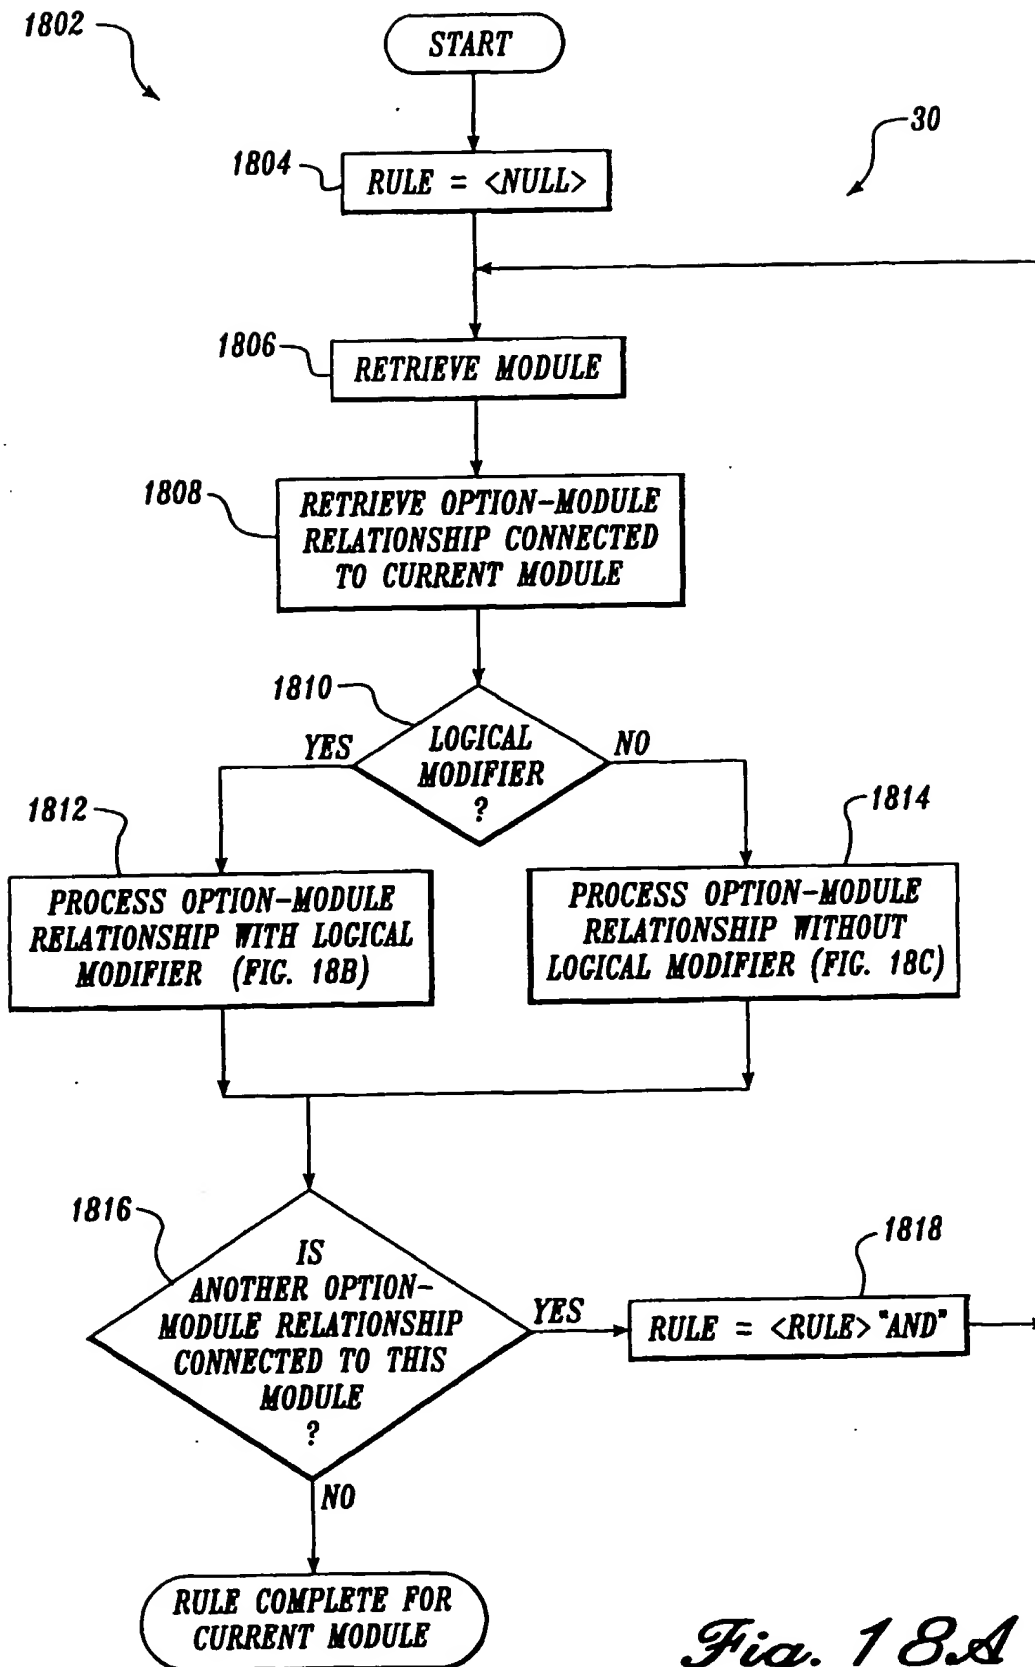 1802
START
30
1804
RULE = <NULL>
1806
RETRIEVE MODULE
1808
RETRIEVE OPTION-MODULE
RELATIONSHIP CONNECTED
TO CURRENT MODULE
1810
LOGICAL
MODIFIER
?
YES
NO
1812
PROCESS OPTION-MODULE
RELATIONSHIP WITH LOGICAL
MODIFIER (FIG. 18B)
1814
PROCESS OPTION-MODULE
RELATIONSHIP WITHOUT
LOGICAL MODIFIER (FIG. 18C)
1816
IS
ANOTHER OPTION-
MODULE RELATIONSHIP
CONNECTED TO THIS
MODULE
?
YES
1818
RULE = <RULE> "AND"
NO
RULE COMPLETE FOR
CURRENT MODULE
Fig. 18A